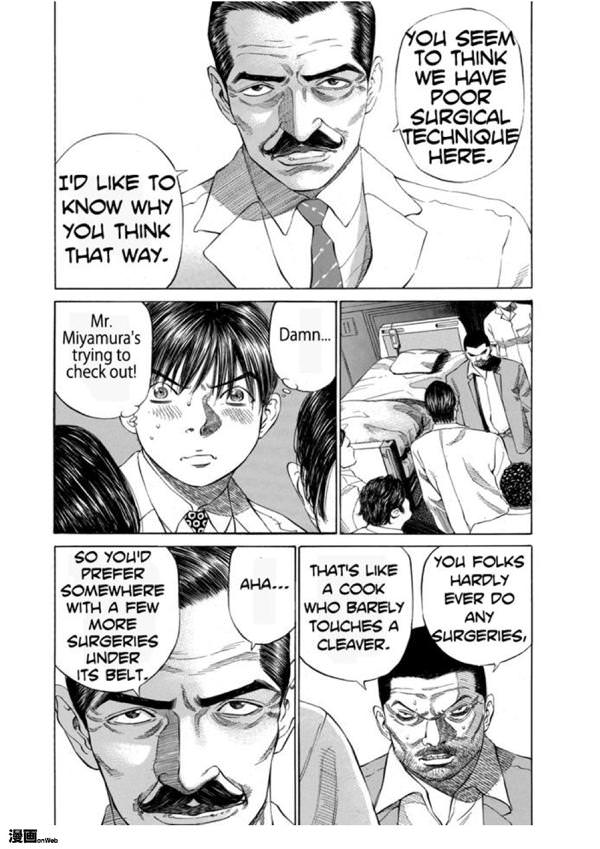 YOU SEEM
TO THINK
WE HAVE
POOR
SURGICAL
TECHNIQUE
HERE.
I'D LIKE TO
KNOW WHY
YOU THINK
THAT WAY.
Damn...
Mr.
Miyamura's
trying to
check out!
YOU FOLKS
HARDLY
EVER DO
ANY
SURGERIES,
THAT'S LIKE
A COOK
WHO BARELY
TOUCHES A
CLEAVER.
AHA...
SO YOU'D
PREFER
SOMEWHERE
WITH A FEW
MORE
SURGERIES
UNDER
ITS BELT.
漫画onWeb